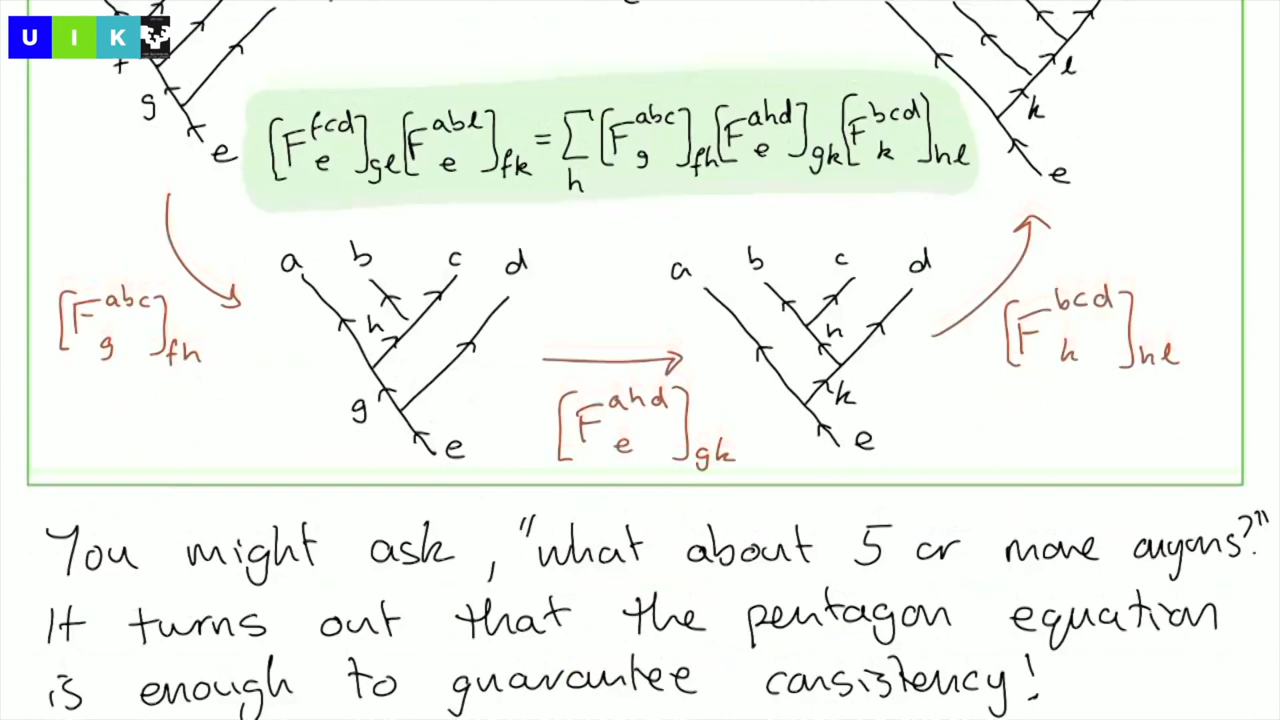 U I K
f
g
e
[F^{fcd}_e]_{gl} [F^{abl}_e]_{fk} = Σ_h [F^{abc}_g]_{fh} [F^{ahd}_e]_{gk} [F^{bcd}_k]_{hl}
l
k
e
[F^{abc}_g]_{fh}
a b c d
h
g
e
[F^{ahd}_e]_{gk}
a b c d
h
k
e
[F^{bcd}_k]_{hl}
You might ask, "what about 5 or more anyons?"
It turns out that the pentagon equation
is enough to guarantee consistency!